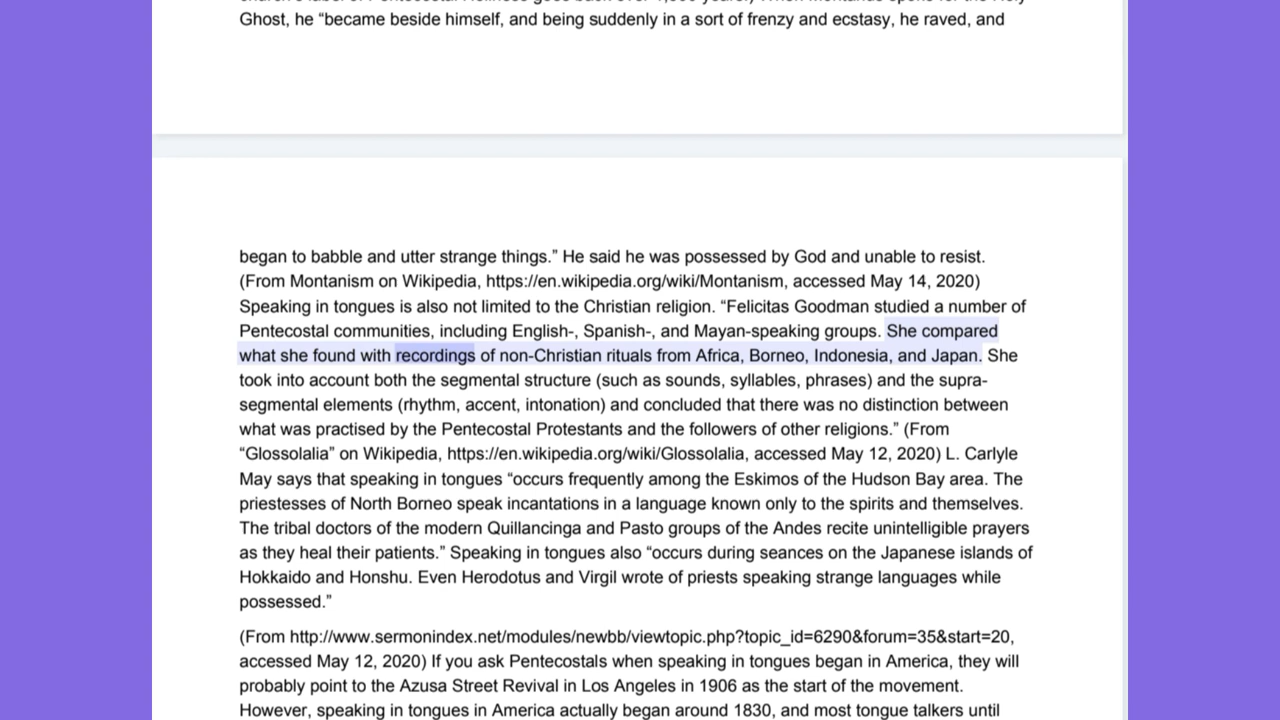 Ghost, he “became beside himself, and being suddenly in a sort of frenzy and ecstasy, he raved, and
began to babble and utter strange things.” He said he was possessed by God and unable to resist.
(From Montanism on Wikipedia, https://en.wikipedia.org/wiki/Montanism, accessed May 14, 2020)
Speaking in tongues is also not limited to the Christian religion. “Felicitas Goodman studied a number of
Pentecostal communities, including English-, Spanish-, and Mayan-speaking groups. She compared
what she found with recordings of non-Christian rituals from Africa, Borneo, Indonesia, and Japan. She
took into account both the segmental structure (such as sounds, syllables, phrases) and the supra-
segmental elements (rhythm, accent, intonation) and concluded that there was no distinction between
what was practised by the Pentecostal Protestants and the followers of other religions.” (From
“Glossolalia” on Wikipedia, https://en.wikipedia.org/wiki/Glossolalia, accessed May 12, 2020) L. Carlyle
May says that speaking in tongues “occurs frequently among the Eskimos of the Hudson Bay area. The
priestesses of North Borneo speak incantations in a language known only to the spirits and themselves.
The tribal doctors of the modern Quillancinga and Pasto groups of the Andes recite unintelligible prayers
as they heal their patients.” Speaking in tongues also “occurs during seances on the Japanese islands of
Hokkaido and Honshu. Even Herodotus and Virgil wrote of priests speaking strange languages while
possessed.”
(From http://www.sermonindex.net/modules/newbb/viewtopic.php?topic_id=6290&forum=35&start=20,
accessed May 12, 2020) If you ask Pentecostals when speaking in tongues began in America, they will
probably point to the Azusa Street Revival in Los Angeles in 1906 as the start of the movement.
However, speaking in tongues in America actually began around 1830, and most tongue talkers until